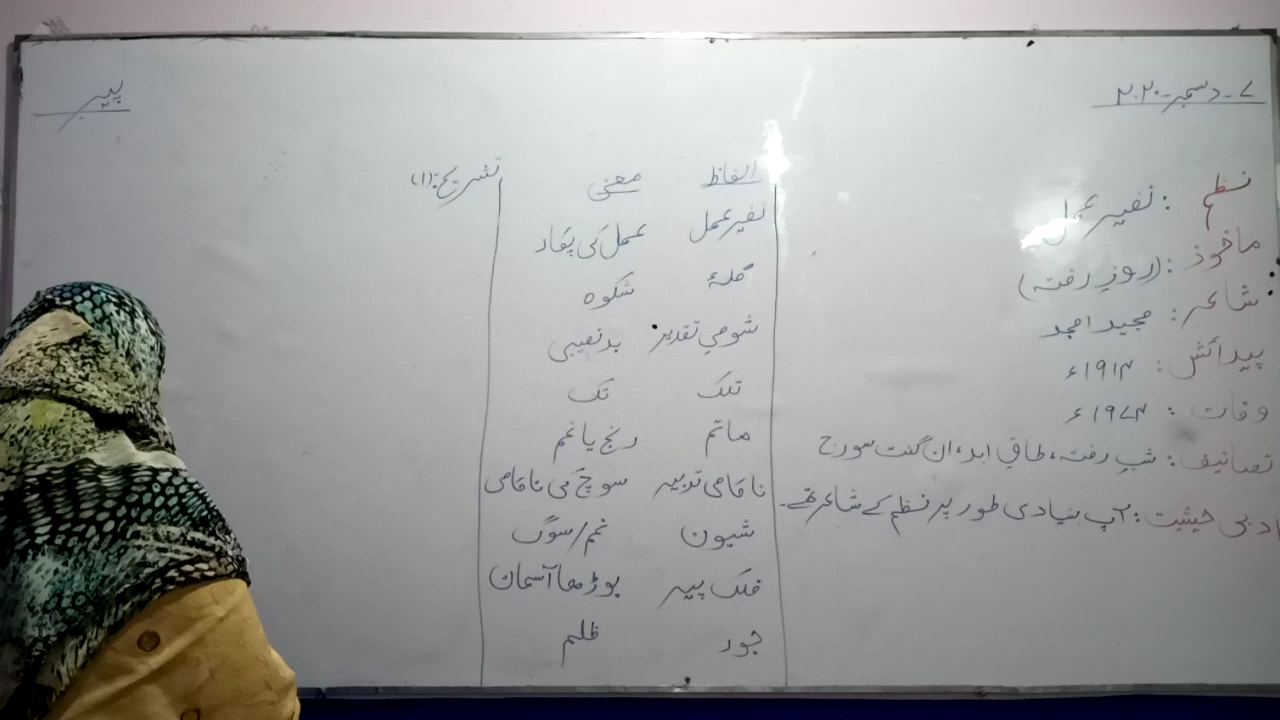 ۷ - دسمبر - ۲۰۲۰
پیر
نظم : نفیرِ عمل
ماخوذ : (روزِ رفتہ)
شاعر : مجید امجد
پیدائش : ۱۹۱۴ء
وفات : ۱۹۷۴ء
تصانیف : شبِ رفتہ، طاقِ ابد، ان گنت سورج
ادبی حیثیت : آپ بنیادی طور پر نظم کے شاعر تھے۔
الفاظ معنی
نفیرِ عمل عمل کی پکار
گلۂ شکوہ
شومیِ تقدیر بدنصیبی
تلک تک
ماتم رنج یا غم
ناکامی تدبیر سوچ کی ناکامی
شیون غم/سوگ
فلک پیر بوڑھا آسمان
جور ظلم
تشریح: (۱)